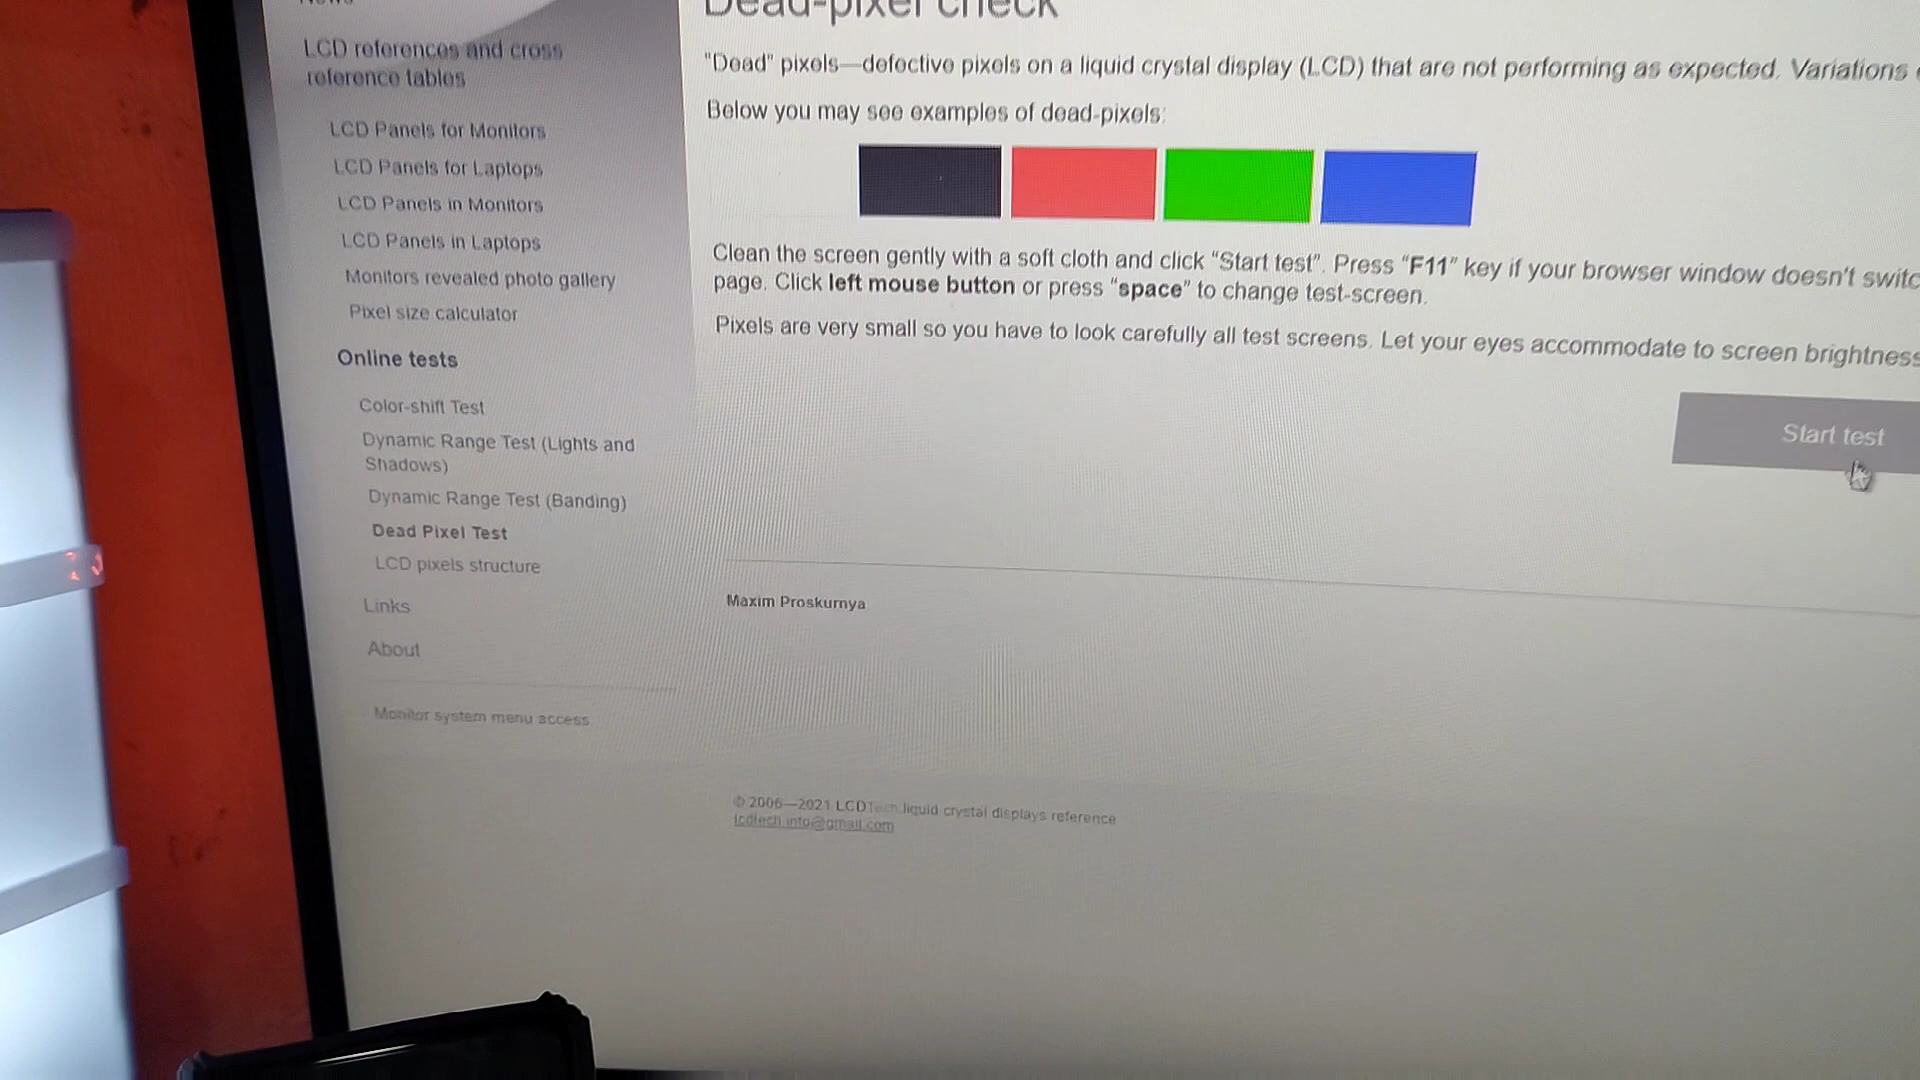 News
LCD references and cross
reference tables
LCD Panels for Monitors
LCD Panels for Laptops
LCD Panels in Monitors
LCD Panels in Laptops
Monitors revealed photo gallery
Pixel size calculator
Online tests
Color-shift Test
Dynamic Range Test (Lights and
Shadows)
Dynamic Range Test (Banding)
Dead Pixel Test
LCD pixels structure
Links
About
Monitor system menu access
Dead-pixel check
"Dead" pixels—defective pixels on a liquid crystal display (LCD) that are not performing as expected. Variations
Below you may see examples of dead-pixels:
Clean the screen gently with a soft cloth and click “Start test”. Press “F11” key if your browser window doesn't switc
page. Click left mouse button or press “space” to change test-screen.
Pixels are very small so you have to look carefully all test screens. Let your eyes accommodate to screen brightness
Start test
Maxim Proskurnya
© 2006—2021 LCDTech liquid crystal displays reference
lcdtech.info@gmail.com